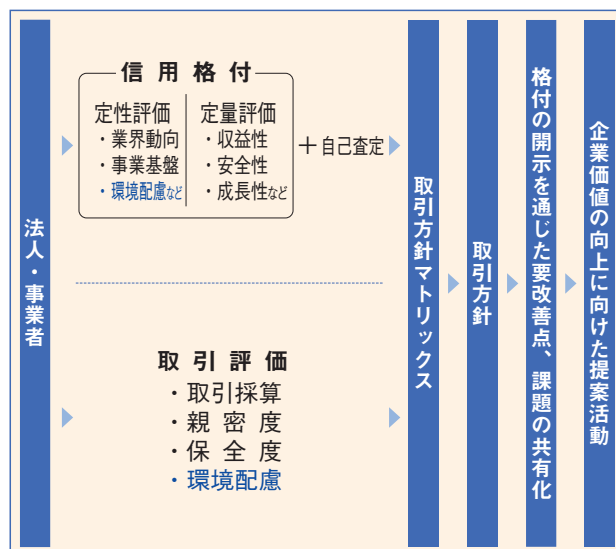 法人・事業者
信用格付
定性評価
・業界動向
・事業基盤
・環境配慮など
定量評価
・収益性
・安全性
・成長性など
＋自己査定
取引評価
・取引採算
・親密度
・保全度
・環境配慮
取引方針マトリックス
取引方針
格付の開示を通じた要改善点、課題の共有化
企業価値の向上に向けた提案活動